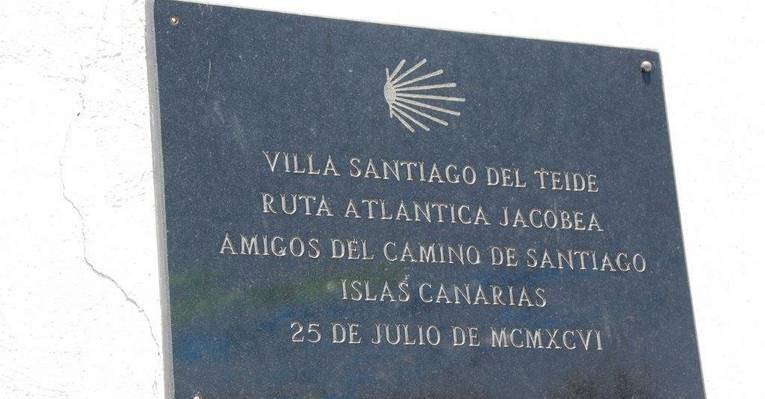 VILLA SANTIAGO DEL TEIDE
RUTA ATLANTICA JACOBEA
AMIGOS DEL CAMINO DE SANTIAGO
ISLAS CANARIAS
25 DE JULIO DE MCMXCVI